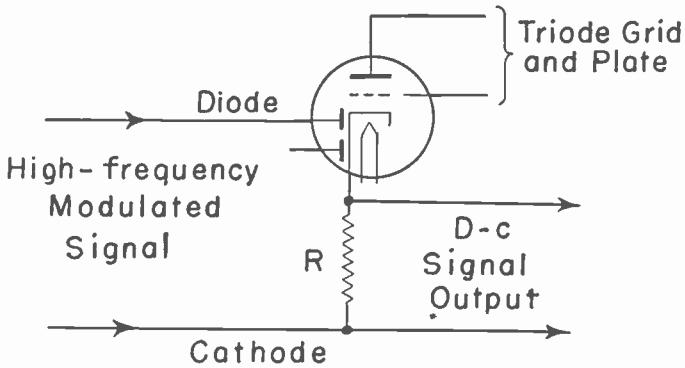 Triode Grid
and Plate
Diode
High-frequency
Modulated
Signal
R
D-c
Signal
Output
Cathode